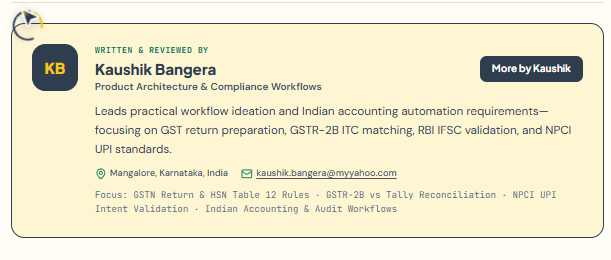 WRITTEN & REVIEWED BY
KB
Kaushik Bangera
More by Kaushik
Product Architecture & Compliance Workflows
Leads practical workflow ideation and Indian accounting automation requirements—
focusing on GST return preparation, GSTR-2B ITC matching, RBI IFSC validation, and NPCI
UPI standards.
Mangalore, Karnataka, India kaushik.bangera@myyahoo.com
Focus: GSTN Return & HSN Table 12 Rules · GSTR-2B vs Tally Reconciliation · NPCI UPI
Intent Validation · Indian Accounting & Audit Workflows